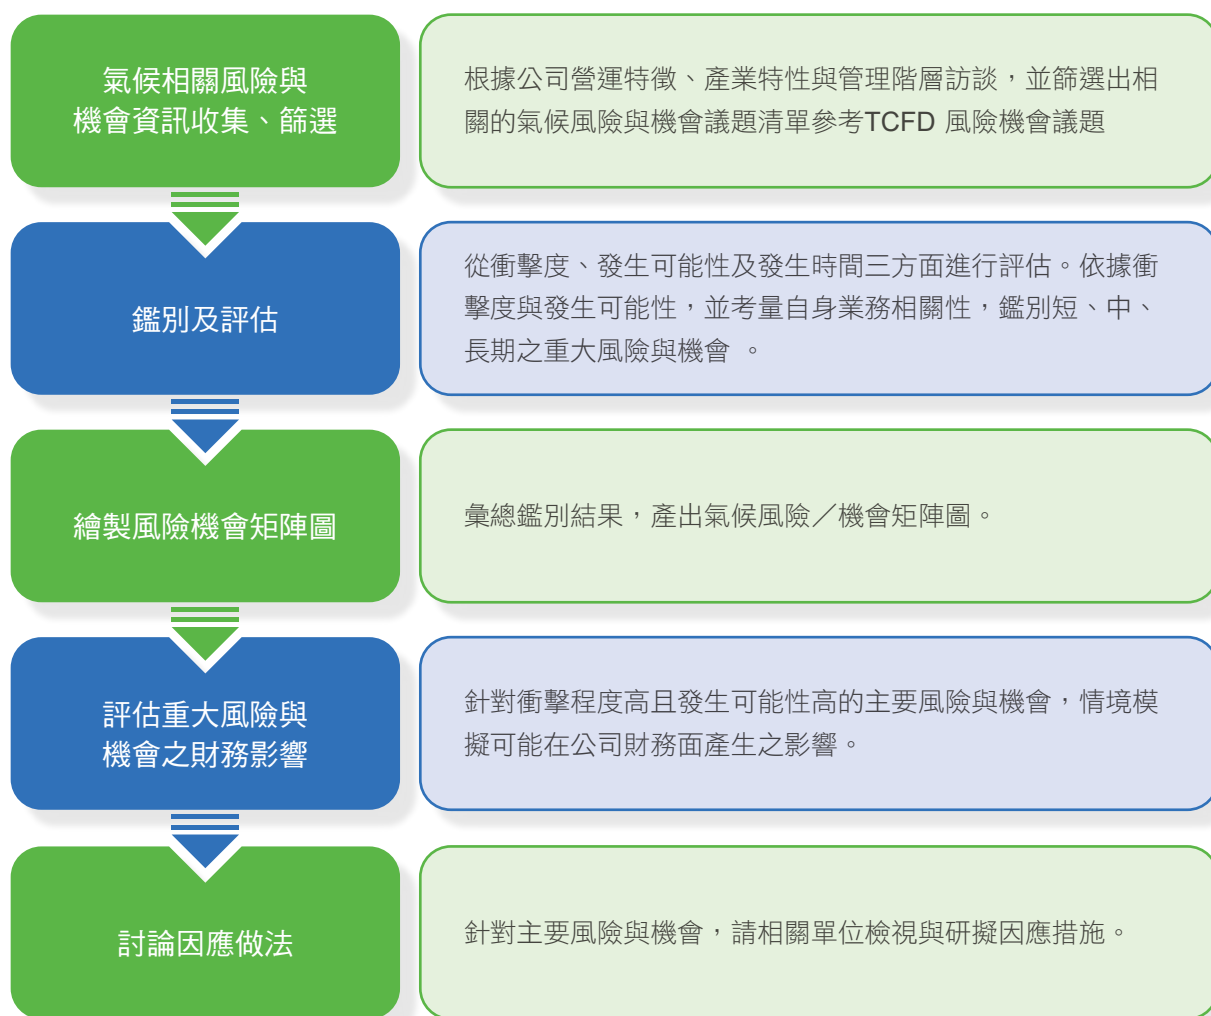 氣候相關風險與
機會資訊收集、篩選
根據公司營運特徵、產業特性與管理階層訪談，並篩選出相
關的氣候風險與機會議題清單參考TCFD 風險機會議題
鑑別及評估
從衝擊度、發生可能性及發生時間三方面進行評估。依據衝
擊度與發生可能性，並考量自身業務相關性，鑑別短、中、
長期之重大風險與機會 。
繪製風險機會矩陣圖
彙總鑑別結果，產出氣候風險／機會矩陣圖。
評估重大風險與
機會之財務影響
針對衝擊程度高且發生可能性高的主要風險與機會，情境模
擬可能在公司財務面產生之影響。
討論因應做法
針對主要風險與機會，請相關單位檢視與研擬因應措施。